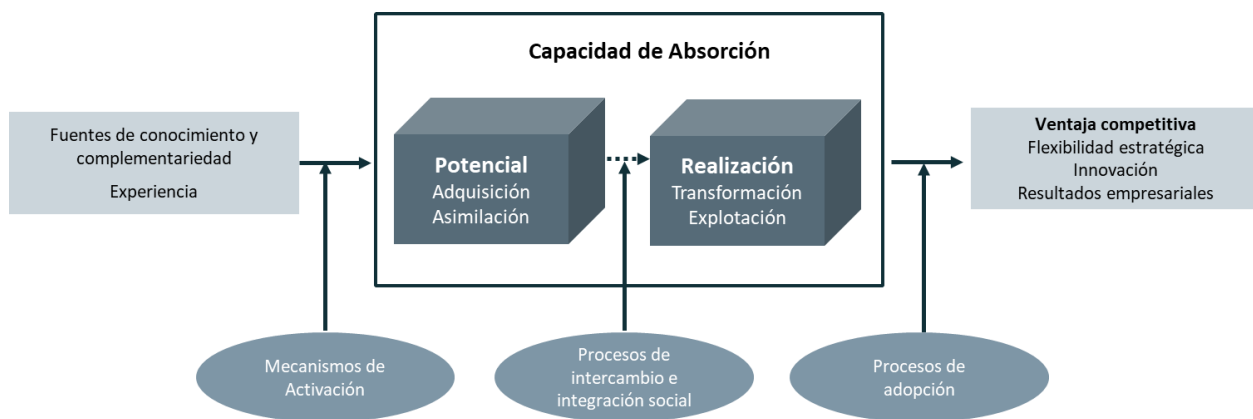 Capacidad de Absorción
Fuentes de conocimiento y
complementariedad
Experiencia
Potencial
Adquisición
Asimilación
Realización
Transformación
Explotación
Ventaja competitiva
Flexibilidad estratégica
Innovación
Resultados empresariales
Mecanismos de
Activación
Procesos de
intercambio e
integración social
Procesos de
adopción